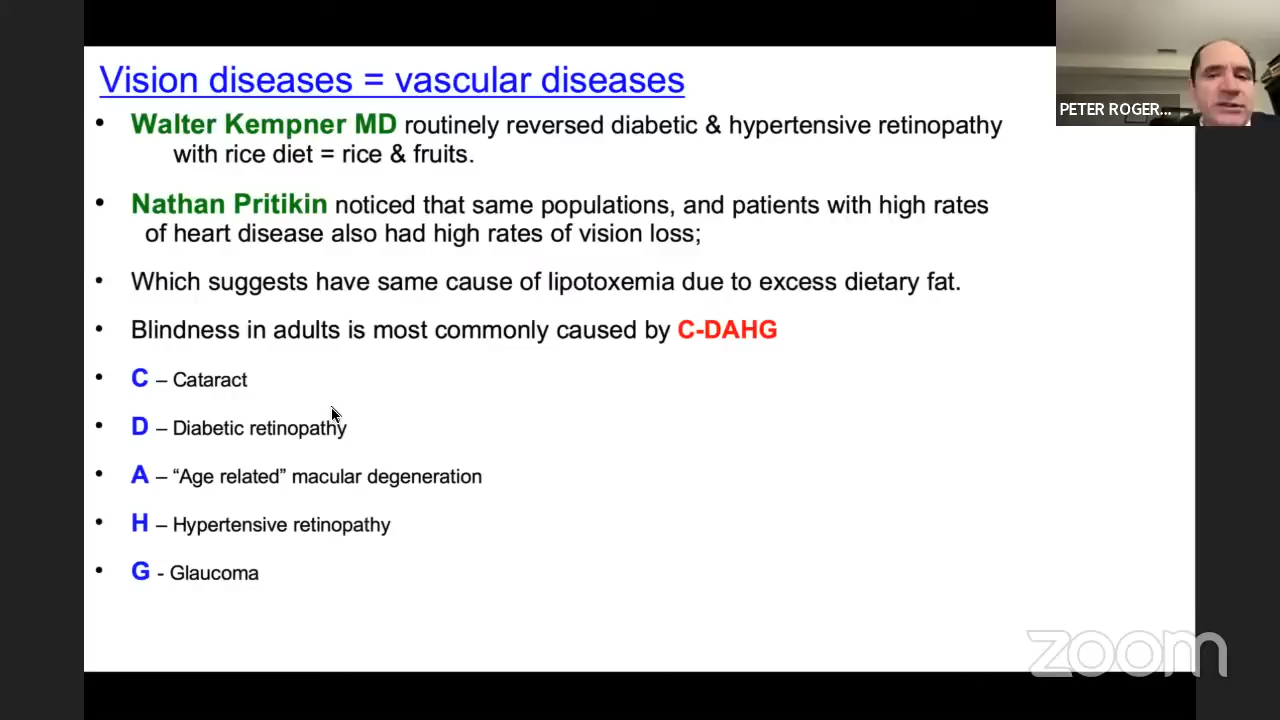 Vision diseases = vascular diseases
PETER ROGER...
• Walter Kempner MD routinely reversed diabetic & hypertensive retinopathy
with rice diet = rice & fruits.
• Nathan Pritikin noticed that same populations, and patients with high rates
of heart disease also had high rates of vision loss;
• Which suggests have same cause of lipotoxemia due to excess dietary fat.
• Blindness in adults is most commonly caused by C-DAHG
• C – Cataract
• D – Diabetic retinopathy
• A – “Age related” macular degeneration
• H – Hypertensive retinopathy
• G - Glaucoma
zoom